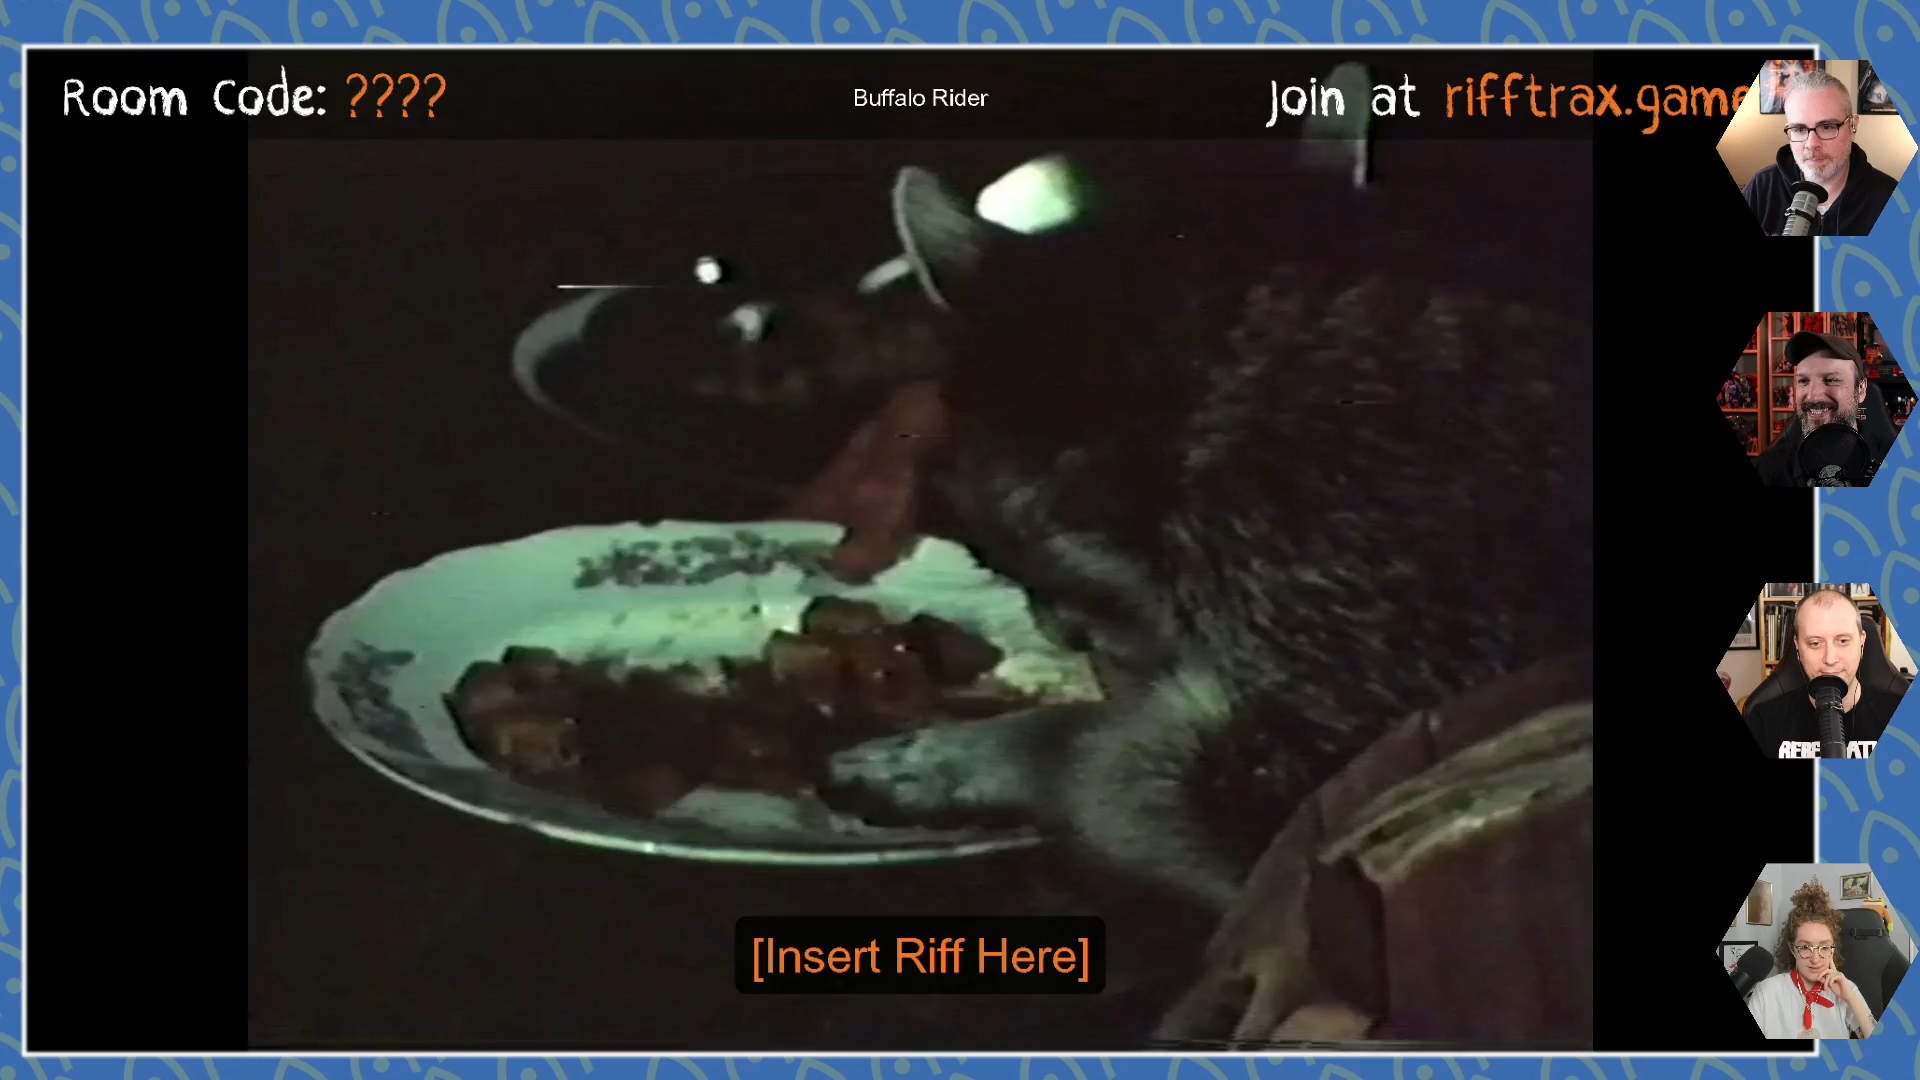 Room Code: ????
Buffalo Rider
Join at rifftrax.game
[Insert Riff Here]